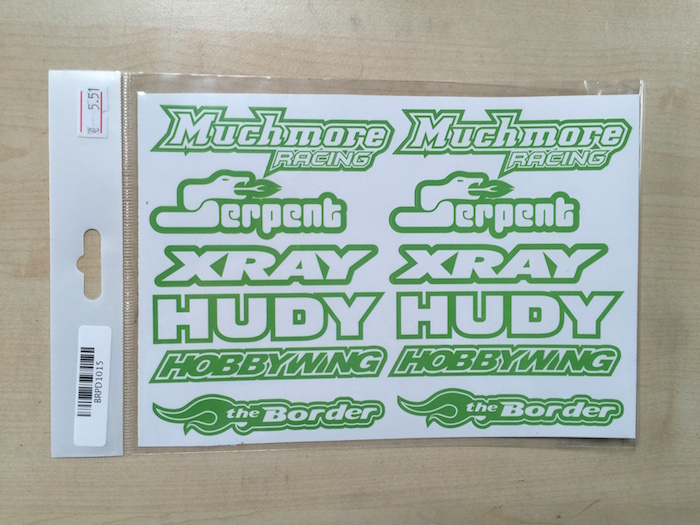 5.51
BRPD1015
Muchmore
RACING
Muchmore
RACING
Serpent
Serpent
XRAY
XRAY
HUDY
HUDY
HOBBYWING
HOBBYWING
the Border
the Border